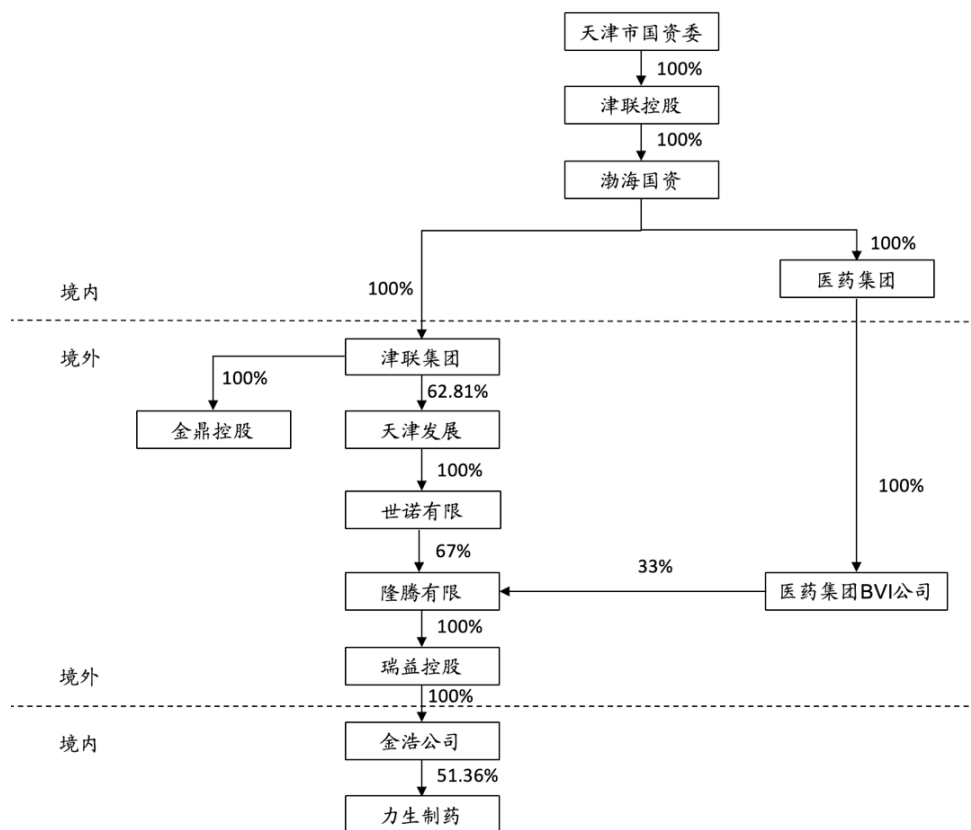 天津市国资委
100%
津联控股
100%
渤海国资
100%
医药集团
100%
境内
境外
津联集团
100%
62.81%
金鼎控股
天津发展
100%
100%
世诺有限
67%
33%
隆腾有限
医药集团BVI公司
100%
瑞益控股
境外
100%
境内
金浩公司
51.36%
力生制药